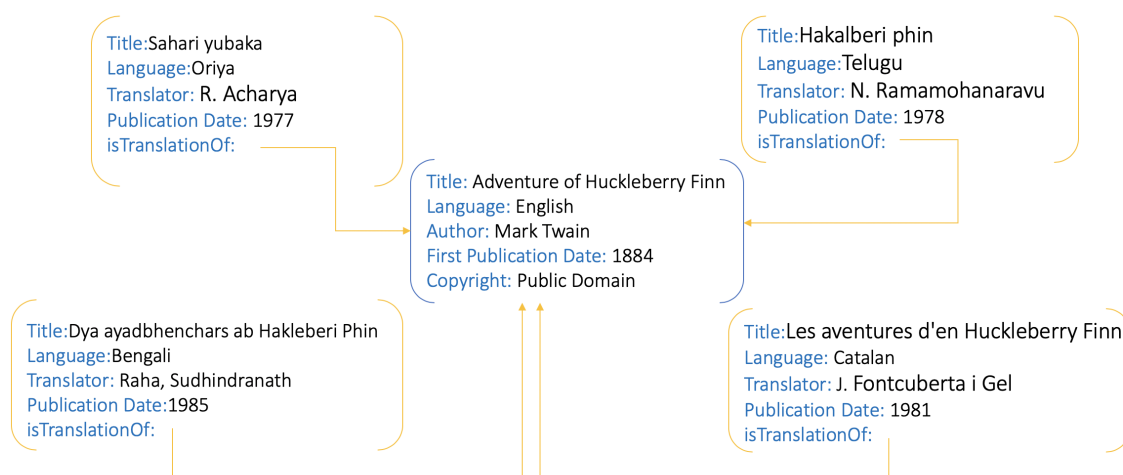 Title:Sahari yubaka
Language:Oriya
Translator: R. Acharya
Publication Date: 1977
isTranslationOf:
Title:Hakalberi phin
Language:Telugu
Translator: N. Ramamohanaravu
Publication Date: 1978
isTranslationOf:
Title: Adventure of Huckleberry Finn
Language: English
Author: Mark Twain
First Publication Date: 1884
Copyright: Public Domain
Title:Dya ayadbhenchars ab Hakleberi Phin
Language:Bengali
Translator: Raha, Sudhindranath
Publication Date:1985
isTranslationOf:
Title:Les aventures d'en Huckleberry Finn
Language: Catalan
Translator: J. Fontcuberta i Gel
Publication Date: 1981
isTranslationOf: